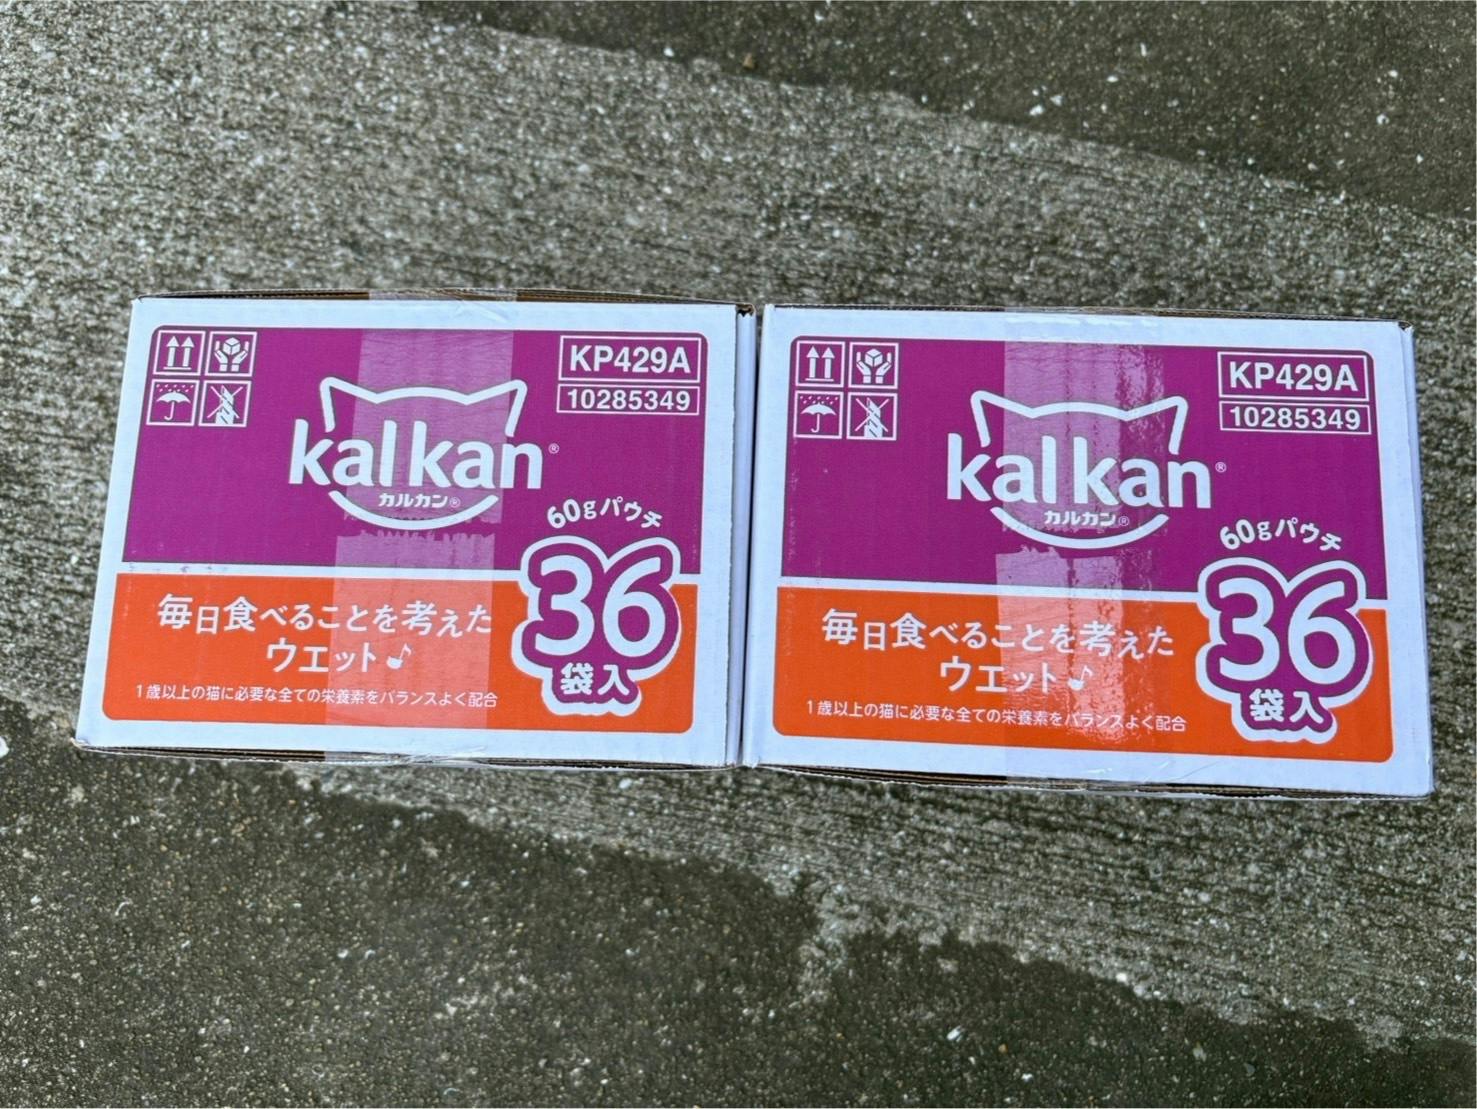 KP429A
10285349
kal kan®
カルカン®
60gパウチ
36
袋入
毎日食べることを考えた
ウエット♪
1歳以上の猫に必要な全ての栄養素をバランスよく配合
KP429A
10285349
kal kan®
カルカン®
60gパウチ
36
袋入
毎日食べることを考えた
ウエット♪
1歳以上の猫に必要な全ての栄養素をバランスよく配合